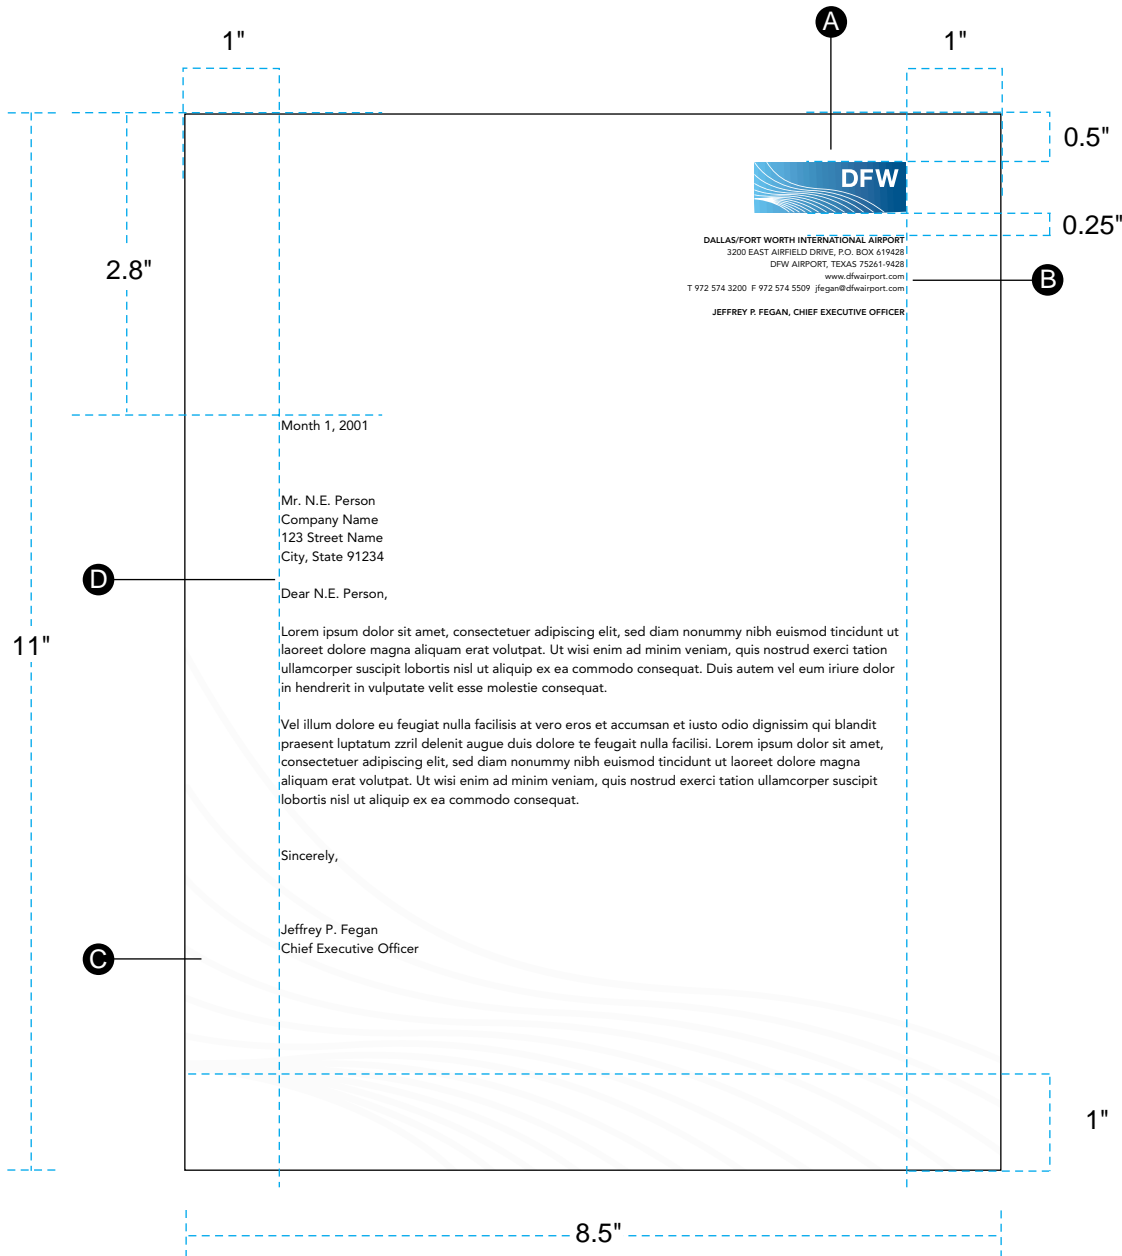 A
1"
1"
0.5"
DFW
0.25"
DALLAS/FORT WORTH INTERNATIONAL AIRPORT
3200 EAST AIRFIELD DRIVE, P.O. BOX 619428
DFW AIRPORT, TEXAS 75261-9428
www.dfwairport.com
T 972 574 3200 F 972 574 5509 jfegan@dfwairport.com
JEFFREY P. FEGAN, CHIEF EXECUTIVE OFFICER
B
2.8"
Month 1, 2001
Mr. N.E. Person
Company Name
123 Street Name
City, State 91234
D
Dear N.E. Person,
11"
Lorem ipsum dolor sit amet, consectetuer adipiscing elit, sed diam nonummy nibh euismod tincidunt ut
laoreet dolore magna aliquam erat volutpat. Ut wisi enim ad minim veniam, quis nostrud exerci tation
ullamcorper suscipit lobortis nisl ut aliquip ex ea commodo consequat. Duis autem vel eum iriure dolor
in hendrerit in vulputate velit esse molestie consequat.
Vel illum dolore eu feugiat nulla facilisis at vero eros et accumsan et iusto odio dignissim qui blandit
praesent luptatum zzril delenit augue duis dolore te feugait nulla facilisi. Lorem ipsum dolor sit amet,
consectetuer adipiscing elit, sed diam nonummy nibh euismod tincidunt ut laoreet dolore magna
aliquam erat volutpat. Ut wisi enim ad minim veniam, quis nostrud exerci tation ullamcorper suscipit
lobortis nisl ut aliquip ex ea commodo consequat.
Sincerely,
Jeffrey P. Fegan
Chief Executive Officer
C
1"
8.5"